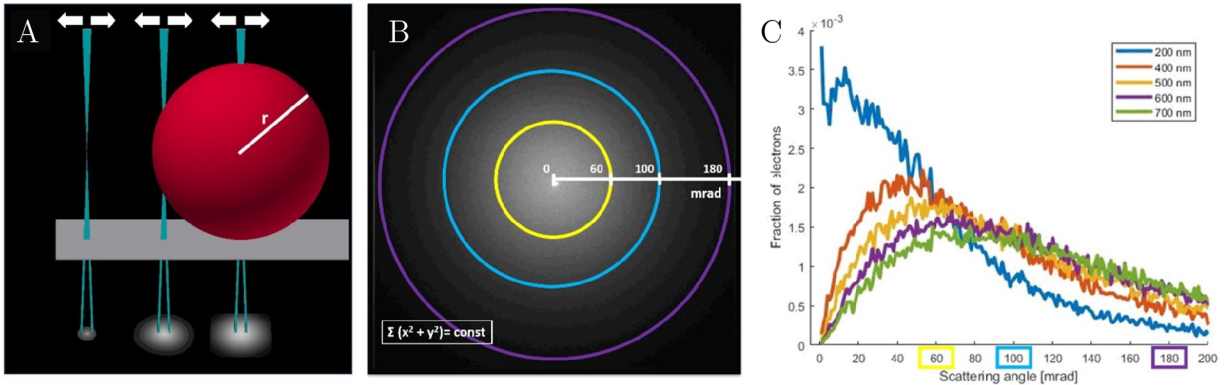 A
r
B
0 60 100 180
mrad
Σ (x² + y²)= const
C
×10⁻³
4
3.5
3
2.5
2
1.5
1
0.5
0
Fraction of electrons
200 nm
400 nm
500 nm
600 nm
700 nm
0 20 40 60 80 100 120 140 160 180 200
Scattering angle [mrad]